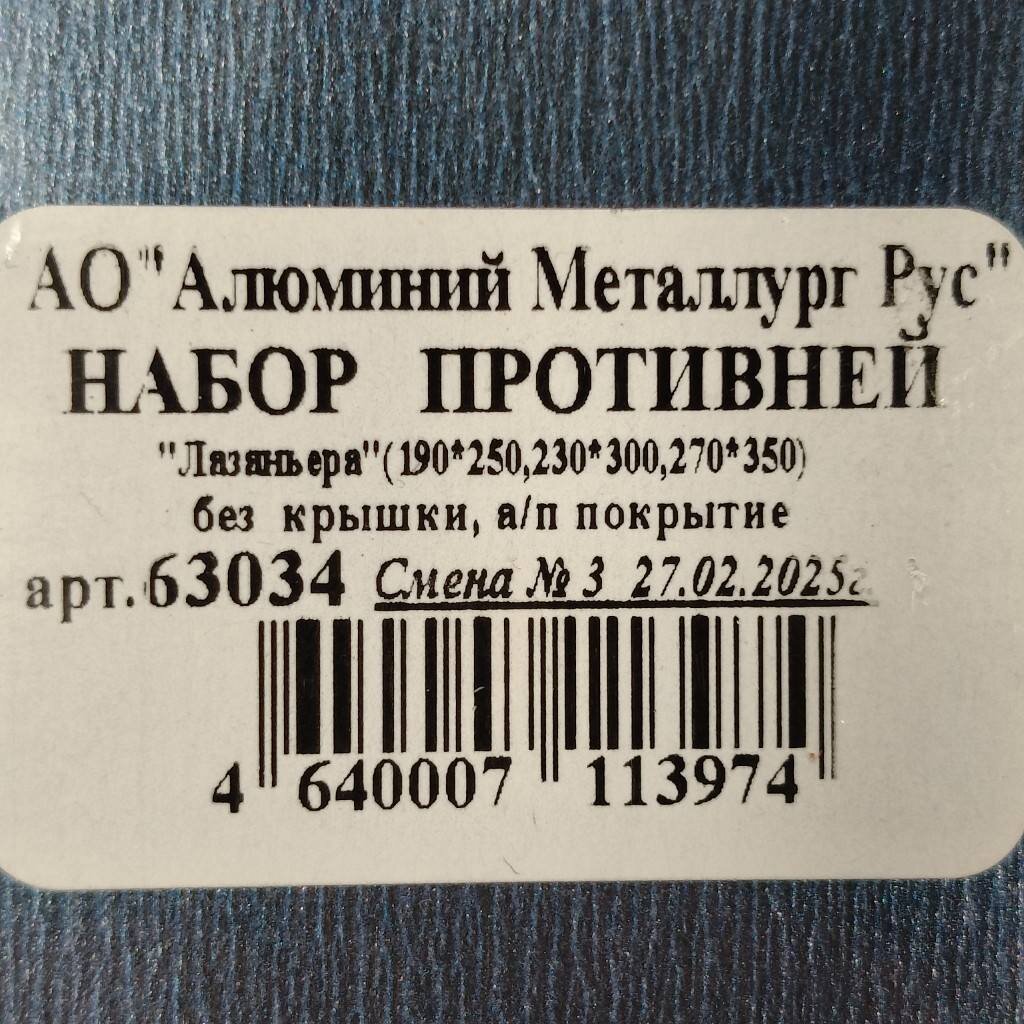 АО "Алюминий Металлург Рус"
НАБОР ПРОТИВНЕЙ
"Лазаньера"(190*250,230*300,270*350)
без крышки, а/п покрытие
арт.63034 Смена № 3 27.02.2025г.
4 640007 113974